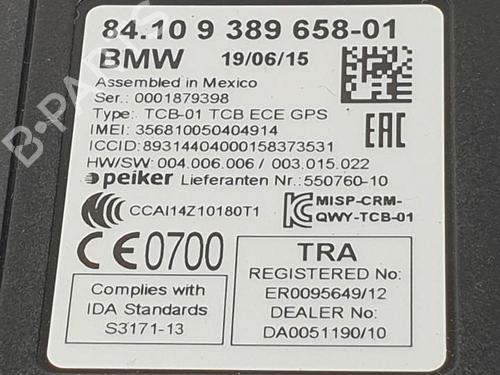 84.10 9 389 658-01
BMW 19/06/15
Assembled in Mexico
Ser.: 0001879398
Type: TCB-01 TCB ECE GPS
IMEI: 356810050404914
ICCID: 89314404000158373531
HW/SW: 004.006.006 / 003.015.022
peiker Lieferanten Nr.: 550760-10
CCAI14Z10180T1
MISP-CRM-
QWY-TCB-01
EAC
CE0700
Complies with
IDA Standards
S3171-13
TRA
REGISTERED No:
ER0095649/12
DEALER No:
DA0051190/10
B-PARTS